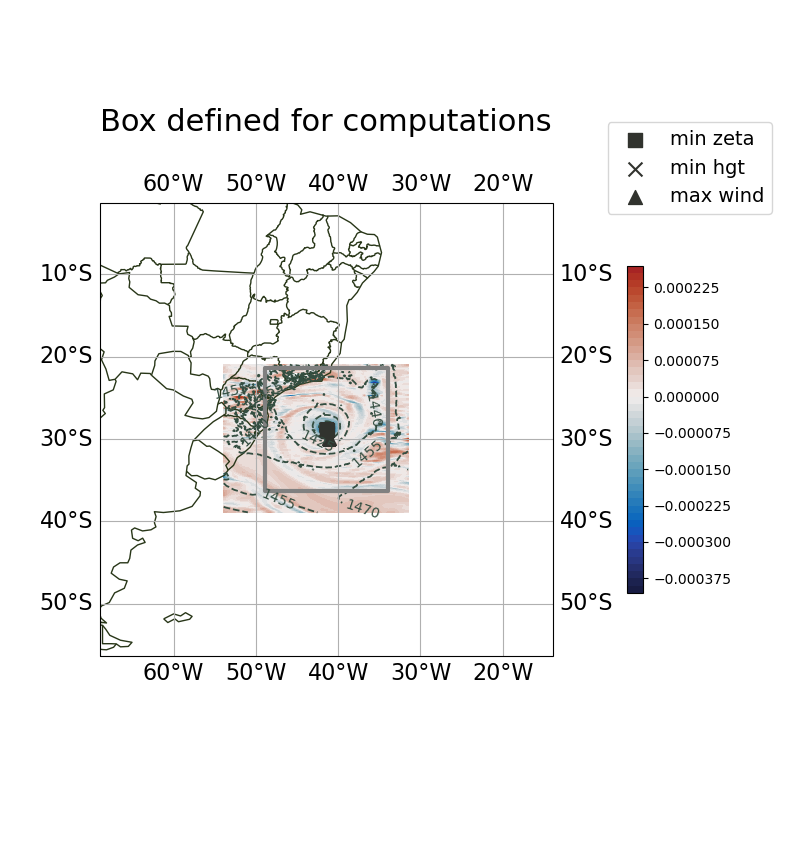 Box defined for computations
min zeta
min hgt
max wind
60°W 50°W 40°W 30°W 20°W
10°S 10°S
20°S 20°S
30°S 30°S
40°S 40°S
50°S 50°S
60°W 50°W 40°W 30°W 20°W
1440
1455
1455
1470
0.000225
0.000150
0.000075
0.000000
−0.000075
−0.000150
−0.000225
−0.000300
−0.000375